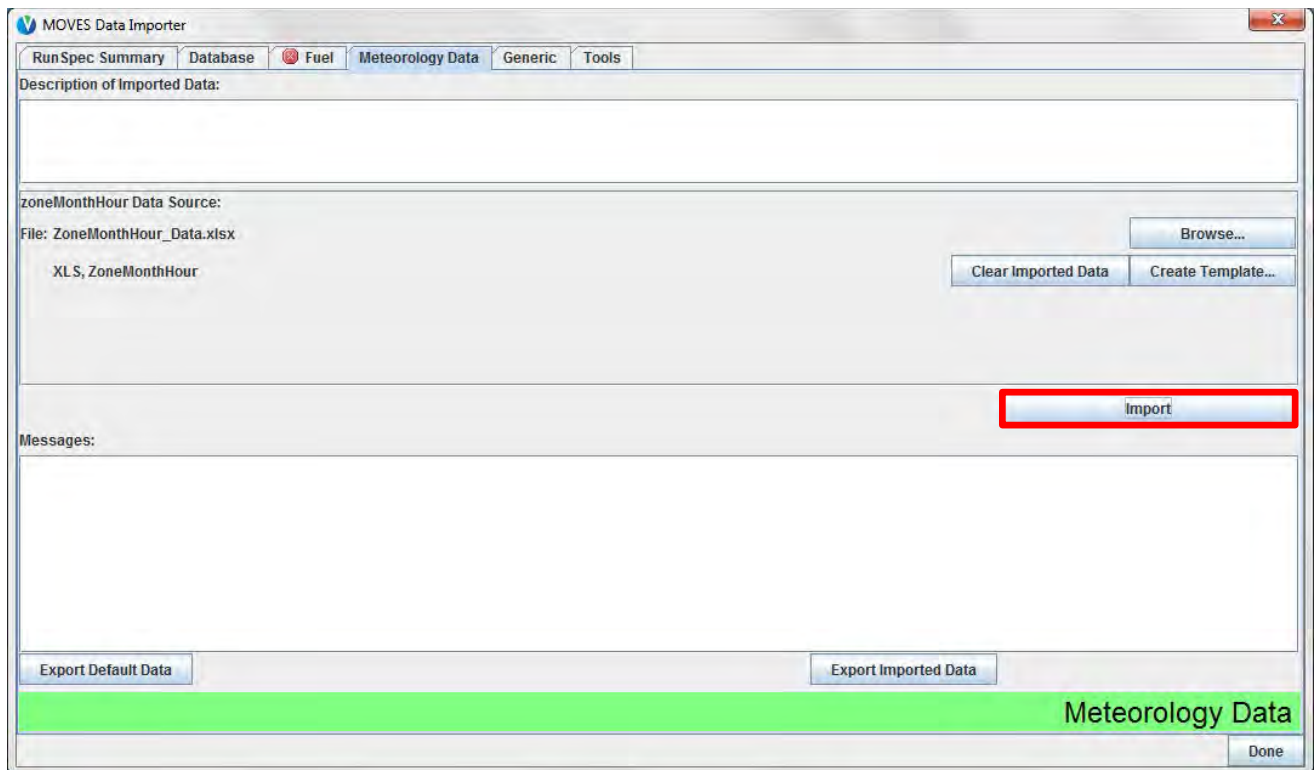 MOVES Data Importer
RunSpec Summary Database Fuel Meteorology Data Generic Tools
Description of Imported Data:
zoneMonthHour Data Source:
File: ZoneMonthHour_Data.xlsx Browse...
XLS, ZoneMonthHour Clear Imported Data Create Template...
Import
Messages:
Export Default Data Export Imported Data
Meteorology Data
Done